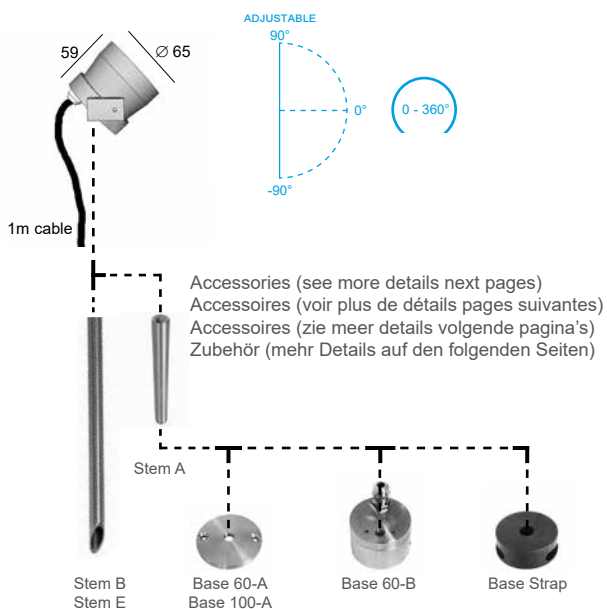 ADJUSTABLE
90°
59
Ø 65
0°
0 - 360°
-90°
1m cable
Accessories (see more details next pages)
Accessoires (voir plus de détails pages suivantes)
Accessoires (zie meer details volgende pagina's)
Zubehör (mehr Details auf den folgenden Seiten)
Stem A
Stem B
Stem E
Base 60-A
Base 100-A
Base 60-B
Base Strap